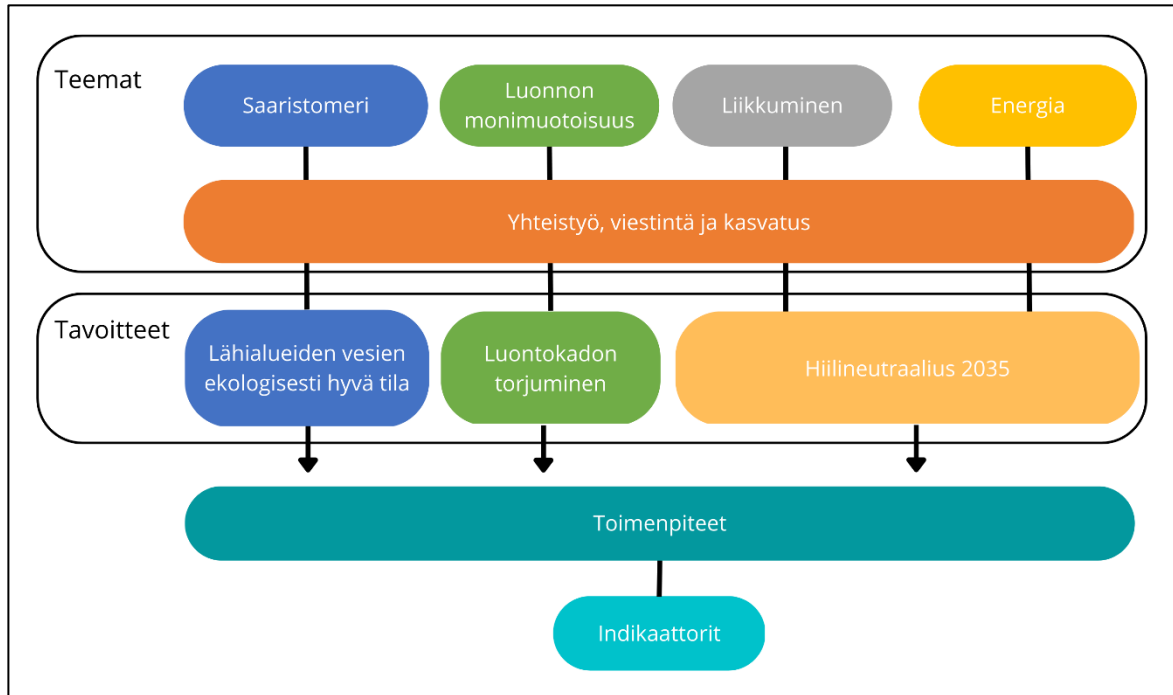 Teemat
Saaristomeri
Luonnon
monimuotoisuus
Liikkuminen
Energia
Yhteistyö, viestintä ja kasvatus
Tavoitteet
Lähialueiden vesien
ekologisesti hyvä tila
Luontokadon
torjuminen
Hiilineutraalius 2035
Toimenpiteet
Indikaattorit